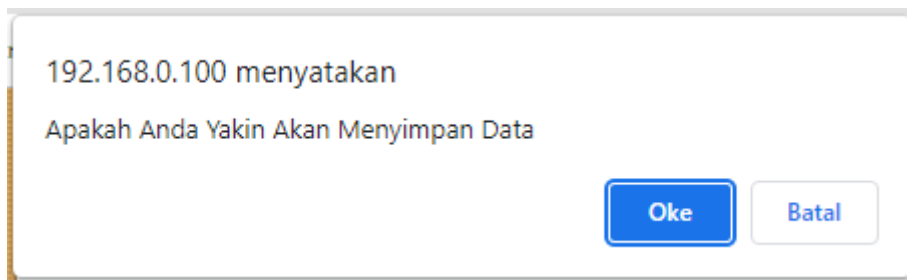 192.168.0.100 menyatakan
Apakah Anda Yakin Akan Menyimpan Data
Oke Batal